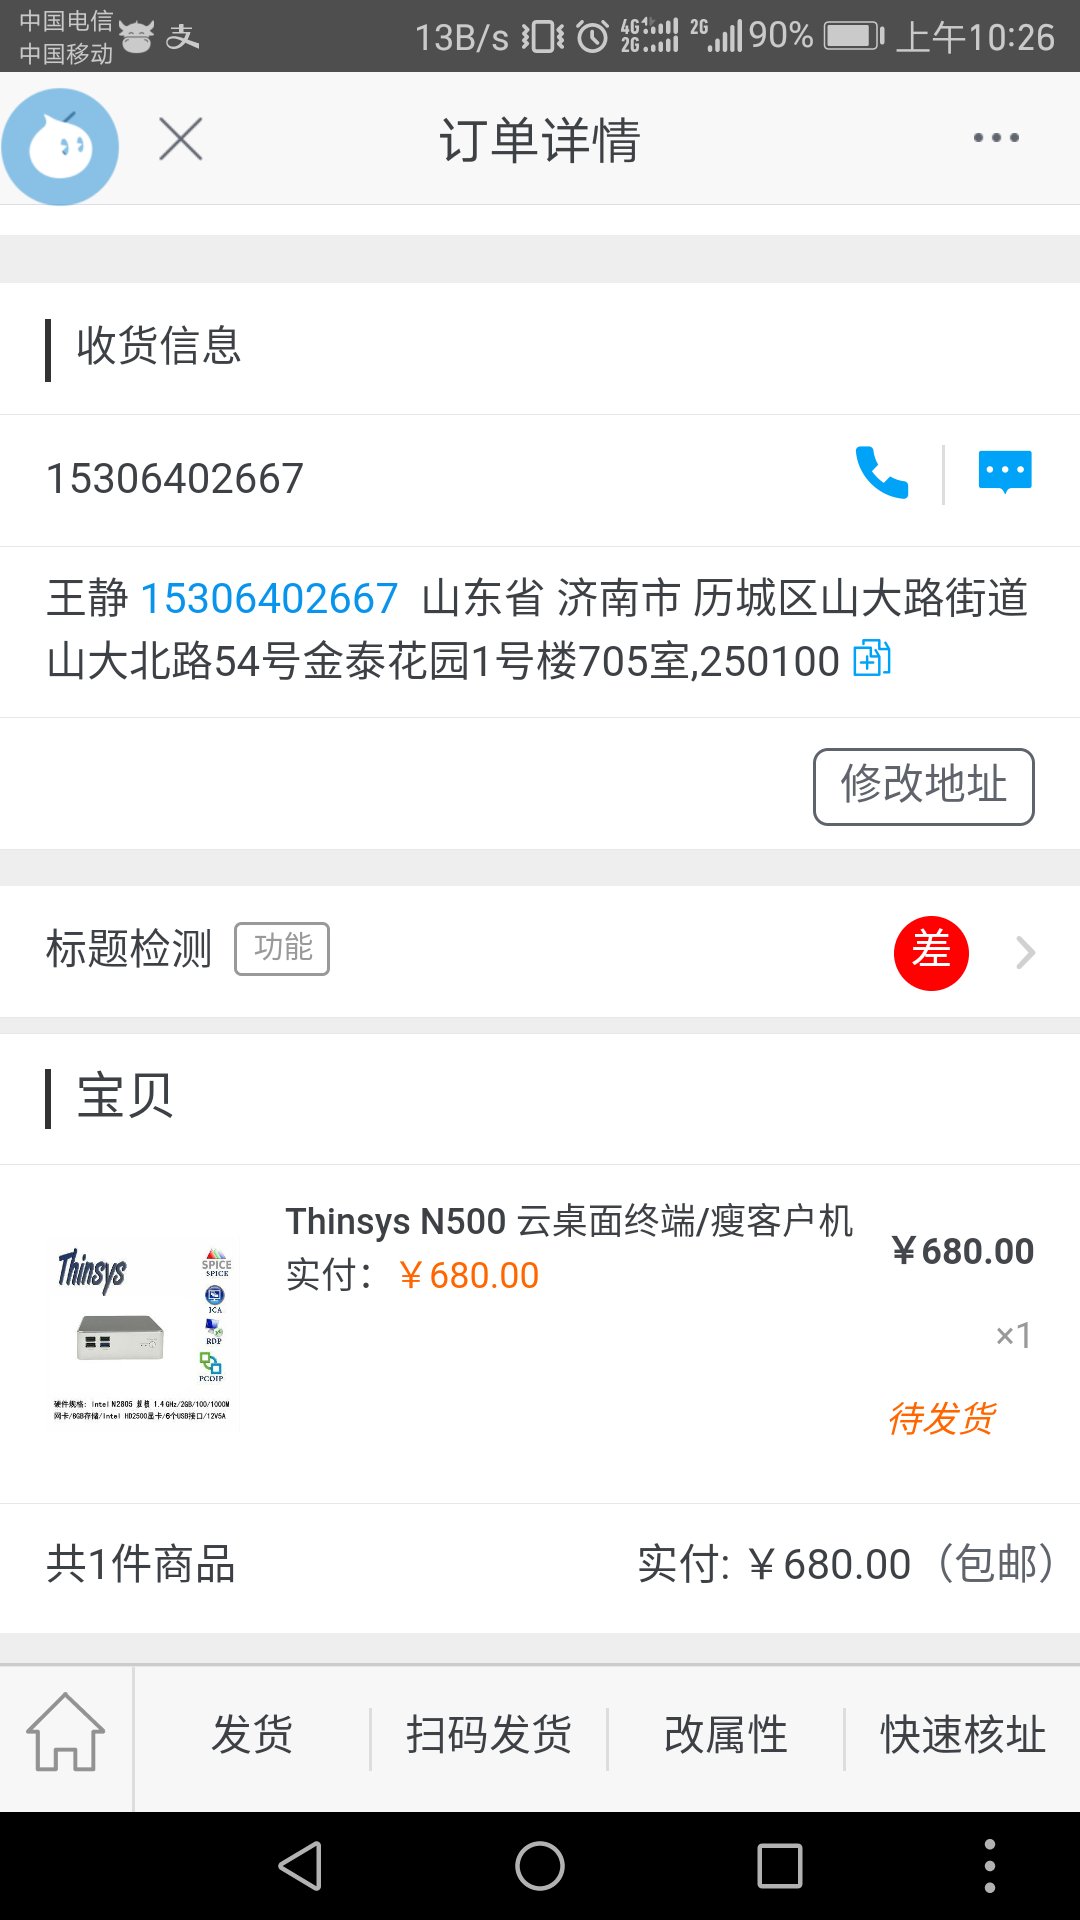 中国电信
中国移动
13B/s 4G 2G 2G 90% 上午10:26
订单详情
收货信息
15306402667
王静 15306402667 山东省 济南市 历城区山大路街道
山大北路54号金泰花园1号楼705室,250100
修改地址
标题检测 功能 差
宝贝
Thinsys N500 云桌面终端/瘦客户机
¥680.00
实付：¥680.00
×1
待发货
Thinsys
SPICE
SPICE
ICA
RDP
PCOIP
硬件规格: Intel N2805 双核 1.4GHz/2GB/100/1000M
网卡/8GB存储/Intel HD2500显卡/6个USB接口/12V5A
共1件商品 实付: ¥680.00（包邮）
发货 扫码发货 改属性 快速核址